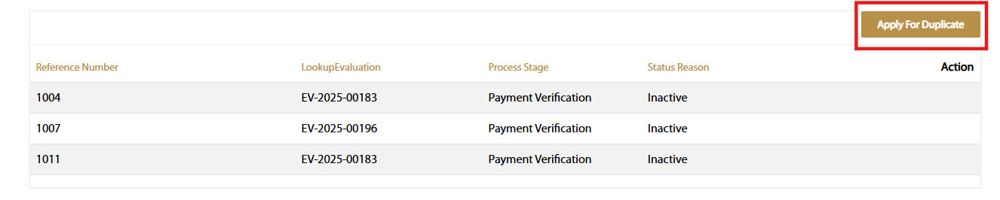 Apply For Duplicate
Reference Number LookupEvaluation Process Stage Status Reason Action
1004 EV-2025-00183 Payment Verification Inactive
1007 EV-2025-00196 Payment Verification Inactive
1011 EV-2025-00183 Payment Verification Inactive